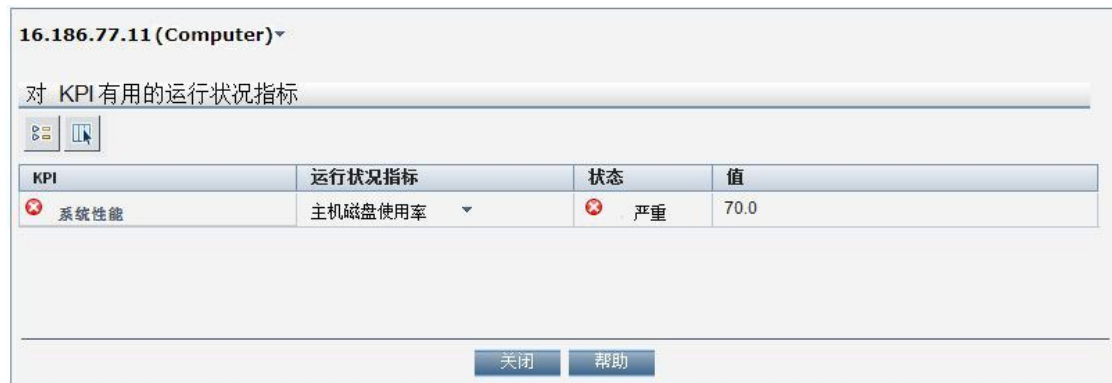 16.186.77.11 (Computer)
对 KPI 有用的运行状况指标
KPI 运行状况指标 状态 值
系统性能 主机磁盘使用率 严重 70.0
关闭 帮助